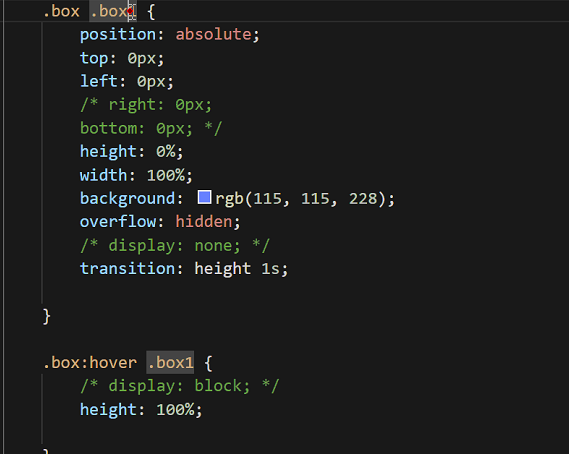 .box .box1 {
position: absolute;
top: 0px;
left: 0px;
/* right: 0px;
bottom: 0px; */
height: 0%;
width: 100%;
background: rgb(115, 115, 228);
overflow: hidden;
/* display: none; */
transition: height 1s;
}
.box:hover .box1 {
/* display: block; */
height: 100%;